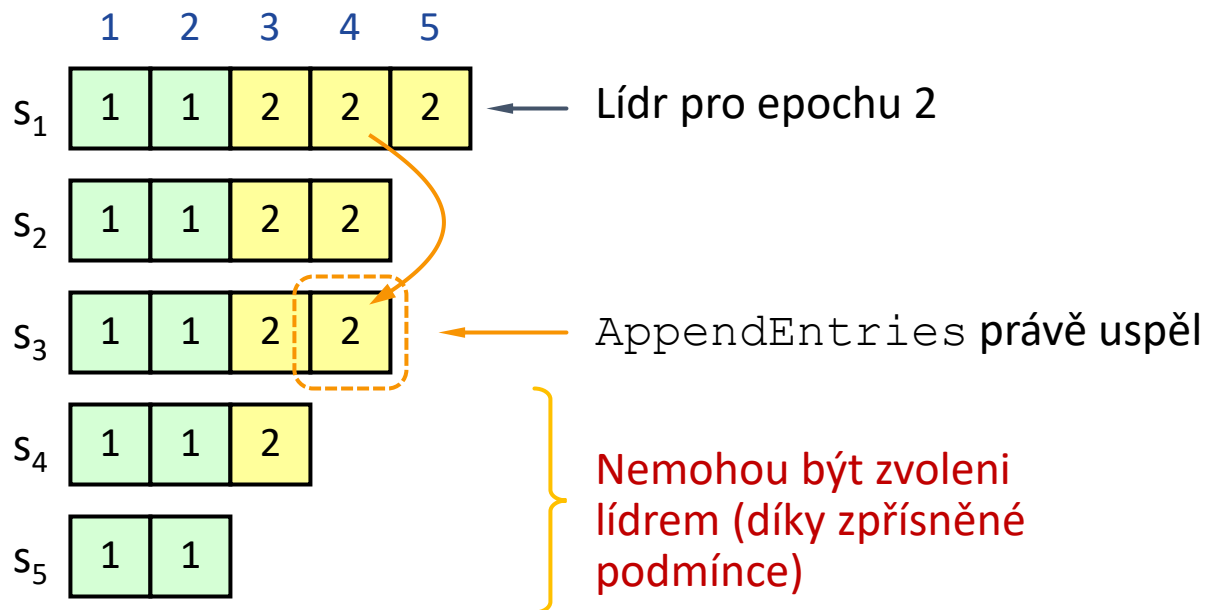 1 2 3 4 5
s1 1 1 2 2 2 Lídr pro epochu 2
s2 1 1 2 2
s3 1 1 2 2 AppendEntries právě uspěl
s4 1 1 2
Nemohou být zvoleni
lídrem (díky zpřísněné
podmínce)
s5 1 1